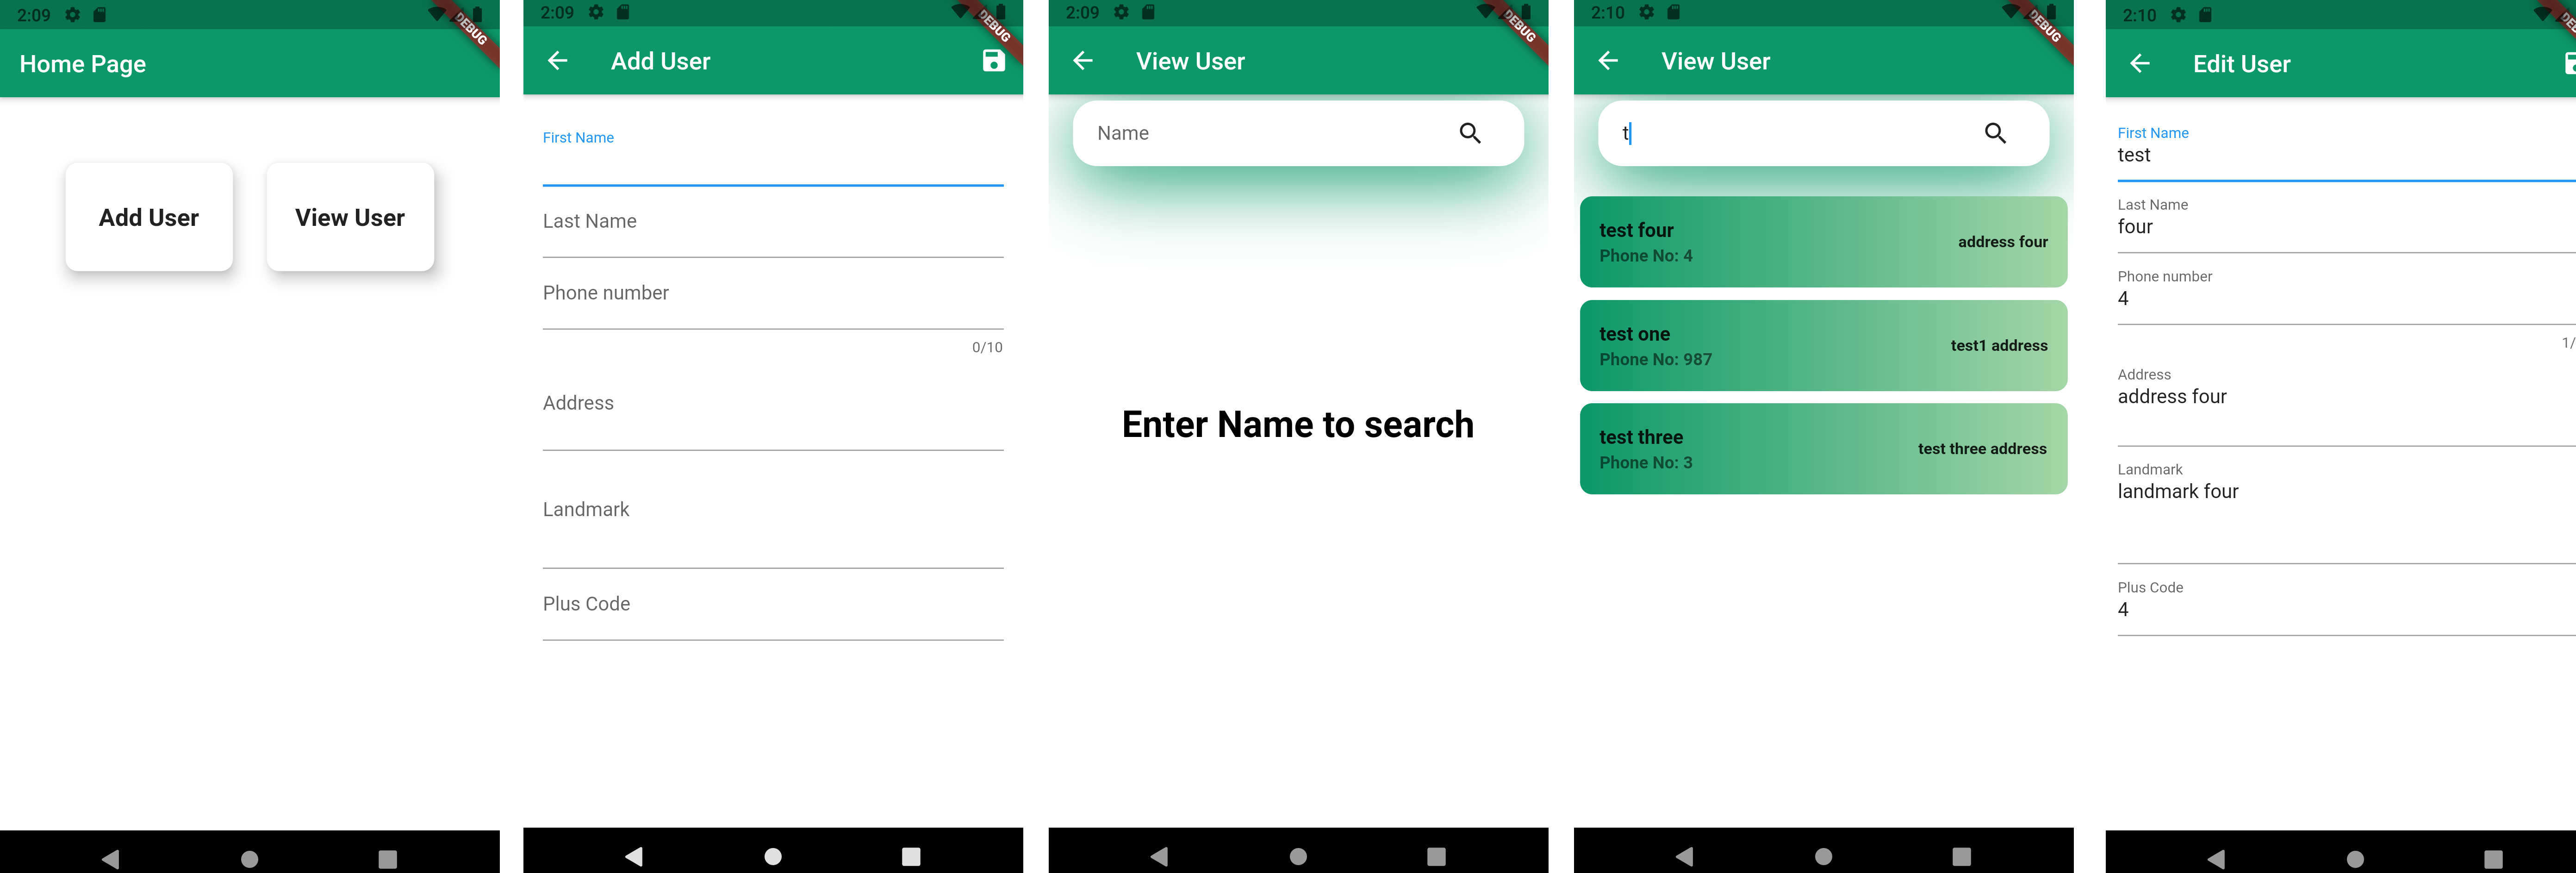 2:09
DEBUG
Home Page
Add User
View User
2:09
DEBUG
Add User
First Name
Last Name
Phone number
0/10
Address
Landmark
Plus Code
2:09
DEBUG
View User
Name
Enter Name to search
2:10
DEBUG
View User
t
test four
Phone No: 4
address four
test one
Phone No: 987
test1 address
test three
Phone No: 3
test three address
2:10
Edit User
First Name
test
Last Name
four
Phone number
4
1/
Address
address four
Landmark
landmark four
Plus Code
4